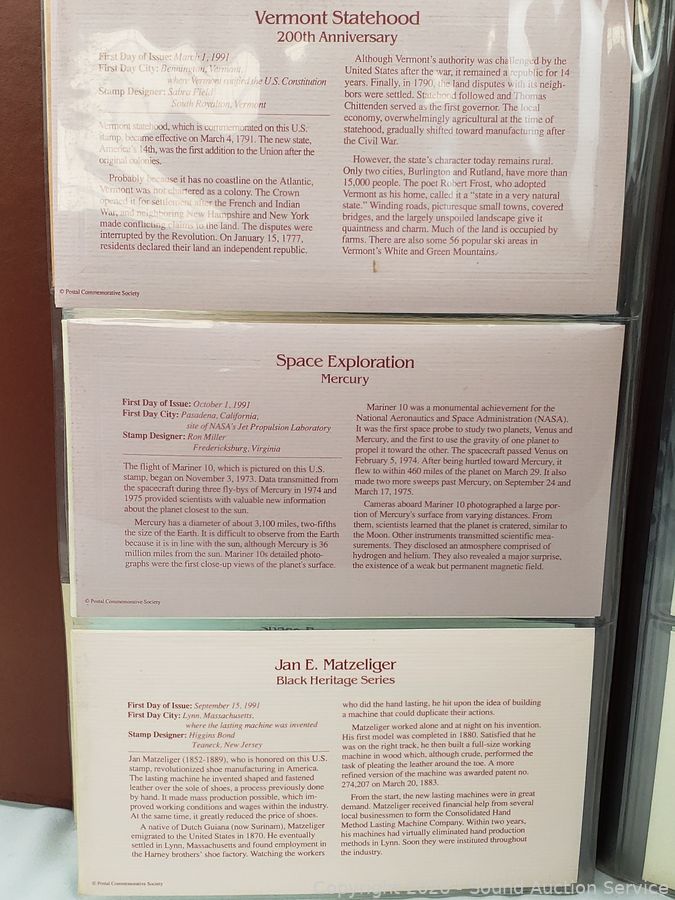 Vermont Statehood
200th Anniversary
First Day of Issue: March 1, 1991
First Day City: Bennington, Vermont,
where Vermont ratified the U.S. Constitution
Stamp Designer: Sabra Field
South Royalton, Vermont
Vermont statehood, which is commemorated on this U.S.
stamp, became effective on March 4, 1791. The new state,
America's 14th, was the first addition to the Union after the
original colonies.
Probably because it has no coastline on the Atlantic,
Vermont was not chartered as a colony. The Crown
opened it for settlement after the French and Indian
War, and neighboring New Hampshire and New York
made conflicting claims to the land. The disputes were
interrupted by the Revolution. On January 15, 1777,
residents declared their land an independent republic.
Although Vermont's authority was challenged by the
United States after the war, it remained a republic for 14
years. Finally, in 1790, the land disputes with its neigh-
bors were settled. Statehood followed and Thomas
Chittenden served as the first governor. The local
economy, overwhelmingly agricultural at the time of
statehood, gradually shifted toward manufacturing after
the Civil War.
However, the state's character today remains rural.
Only two cities, Burlington and Rutland, have more than
15,000 people. The poet Robert Frost, who adopted
Vermont as his home, called it a "state in a very natural
state." Winding roads, picturesque small towns, covered
bridges, and the largely unspoiled landscape give it
quaintness and charm. Much of the land is occupied by
farms. There are also some 56 popular ski areas in
Vermont's White and Green Mountains.
© Postal Commemorative Society
Space Exploration
Mercury
First Day of Issue: October 1, 1991
First Day City: Pasadena, California,
site of NASA's Jet Propulsion Laboratory
Stamp Designer: Ron Miller
Fredericksburg, Virginia
The flight of Mariner 10, which is pictured on this U.S.
stamp, began on November 3, 1973. Data transmitted from
the spacecraft during three fly-bys of Mercury in 1974 and
1975 provided scientists with valuable new information
about the planet closest to the sun.
Mercury has a diameter of about 3,100 miles, two-fifths
the size of the Earth. It is difficult to observe from the Earth
because it is in line with the sun, although Mercury is 36
million miles from the sun. Mariner 10s detailed photo-
graphs were the first close-up views of the planet's surface.
Mariner 10 was a monumental achievement for the
National Aeronautics and Space Administration (NASA).
It was the first space probe to study two planets, Venus and
Mercury, and the first to use the gravity of one planet to
propel it toward the other. The spacecraft passed Venus on
February 5, 1974. After being hurtled toward Mercury, it
flew to within 460 miles of the planet on March 29. It also
made two more sweeps past Mercury, on September 24 and
March 17, 1975.
Cameras aboard Mariner 10 photographed a large por-
tion of Mercury's surface from varying distances. From
them, scientists learned that the planet is cratered, similar to
the Moon. Other instruments transmitted scientific mea-
surements. They disclosed an atmosphere comprised of
hydrogen and helium. They also revealed a major surprise,
the existence of a weak but permanent magnetic field.
© Postal Commemorative Society
Jan E. Matzeliger
Black Heritage Series
First Day of Issue: September 15, 1991
First Day City: Lynn, Massachusetts,
where the lasting machine was invented
Stamp Designer: Higgins Bond
Teaneck, New Jersey
Jan Matzeliger (1852-1889), who is honored on this U.S.
stamp, revolutionized shoe manufacturing in America.
The lasting machine he invented shaped and fastened
leather over the sole of shoes, a process previously done
by hand. It made mass production possible, which im-
proved working conditions and wages within the industry.
At the same time, it greatly reduced the price of shoes.
A native of Dutch Guiana (now Surinam), Matzeliger
emigrated to the United States in 1870. He eventually
settled in Lynn, Massachusetts and found employment in
the Harney brothers' shoe factory. Watching the workers
who did the hand lasting, he hit upon the idea of building
a machine that could duplicate their actions.
Matzeliger worked alone and at night on his invention.
His first model was completed in 1880. Satisfied that he
was on the right track, he then built a full-size working
machine in wood which, although crude, performed the
task of pleating the leather around the toe. A more
refined version of the machine was awarded patent no.
274,207 on March 20, 1883.
From the start, the new lasting machines were in great
demand. Matzeliger received financial help from several
local businessmen to form the Consolidated Hand
Method Lasting Machine Company. Within two years,
his machines had virtually eliminated hand production
methods in Lynn. Soon they were instituted throughout
the industry.
© Postal Commemorative Society
Copyright 2020 - Sound Auction Service